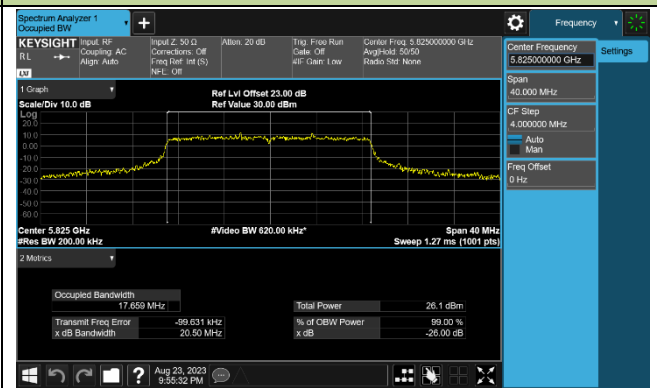 Spectrum Analyzer 1
Occupied BW
+
Frequency
KEYSIGHT
RL
LXI
Input: RF
Coupling: AC
Align: Auto
Input Z: 50 Ω
Corrections: Off
Freq Ref: Int (S)
NFE: Off
Atten: 20 dB
Trig: Free Run
Gate: Off
#IF Gain: Low
Center Freq: 5.825000000 GHz
Avg|Hold: 50/50
Radio Std: None
Center Frequency
5.825000000 GHz
Settings
Span
40.000 MHz
CF Step
4.000000 MHz
Auto
Man
Freq Offset
0 Hz
1 Graph
Scale/Div 10.0 dB
Ref Lvl Offset 23.00 dB
Ref Value 30.00 dBm
Log
20.0
10.0
0.00
-10.0
-20.0
-30.0
-40.0
-50.0
-60.0
Center 5.825 GHz
#Video BW 620.00 kHz*
Span 40 MHz
#Res BW 200.00 kHz
Sweep 1.27 ms (1001 pts)
2 Metrics
Occupied Bandwidth
17.659 MHz
Total Power 26.1 dBm
Transmit Freq Error -99.631 kHz
% of OBW Power 99.00 %
x dB Bandwidth 20.50 MHz
x dB -26.00 dB
?
Aug 23, 2023
9:55:32 PM